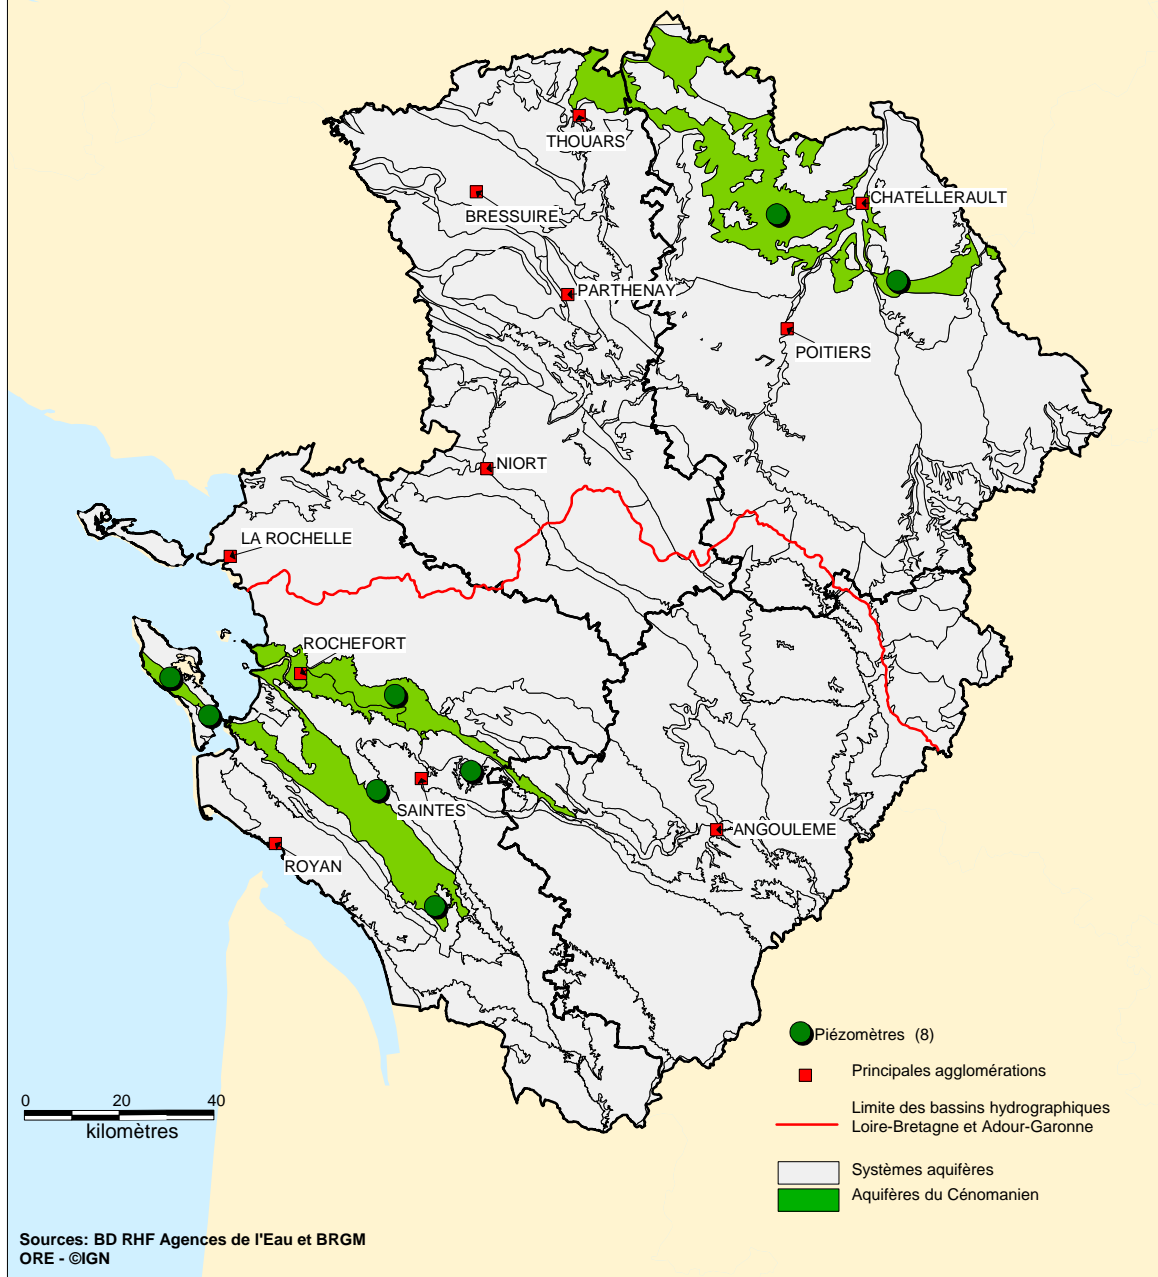 THOUARS
BRESSUIRE
CHATELLERAULT
PARTHENAY
POITIERS
NIORT
LA ROCHELLE
ROCHEFORT
SAINTES
ANGOULEME
ROYAN
Piézomètres (8)
Principales agglomérations
Limite des bassins hydrographiques
Loire-Bretagne et Adour-Garonne
Systèmes aquifères
Aquifères du Cénomanien
0 20 40
kilomètres
Sources: BD RHF Agences de l'Eau et BRGM
ORE - ©IGN